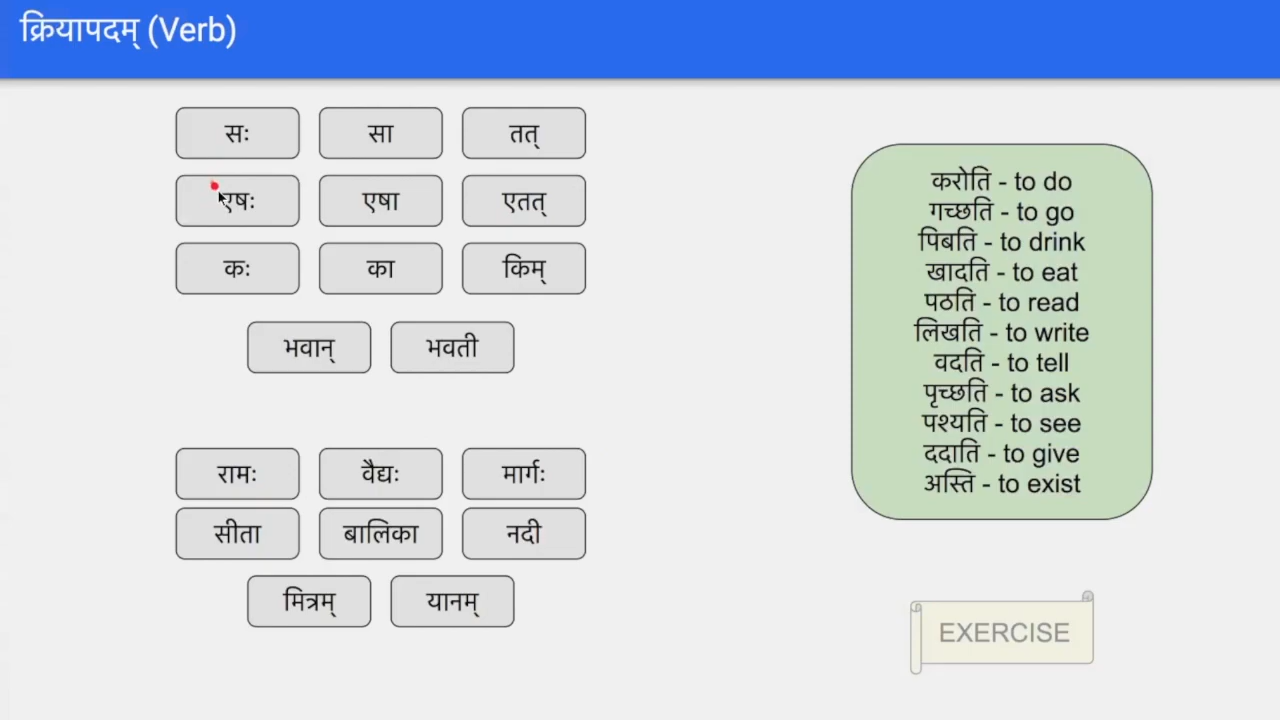 क्रियापदम् (Verb)
सः सा तत्
एषः एषा एतत्
कः का किम्
भवान् भवती
रामः वैद्यः मार्गः
सीता बालिका नदी
मित्रम् यानम्
करोति - to do
गच्छति - to go
पिबति - to drink
खादति - to eat
पठति - to read
लिखति - to write
वदति - to tell
पृच्छति - to ask
पश्यति - to see
ददाति - to give
अस्ति - to exist
EXERCISE